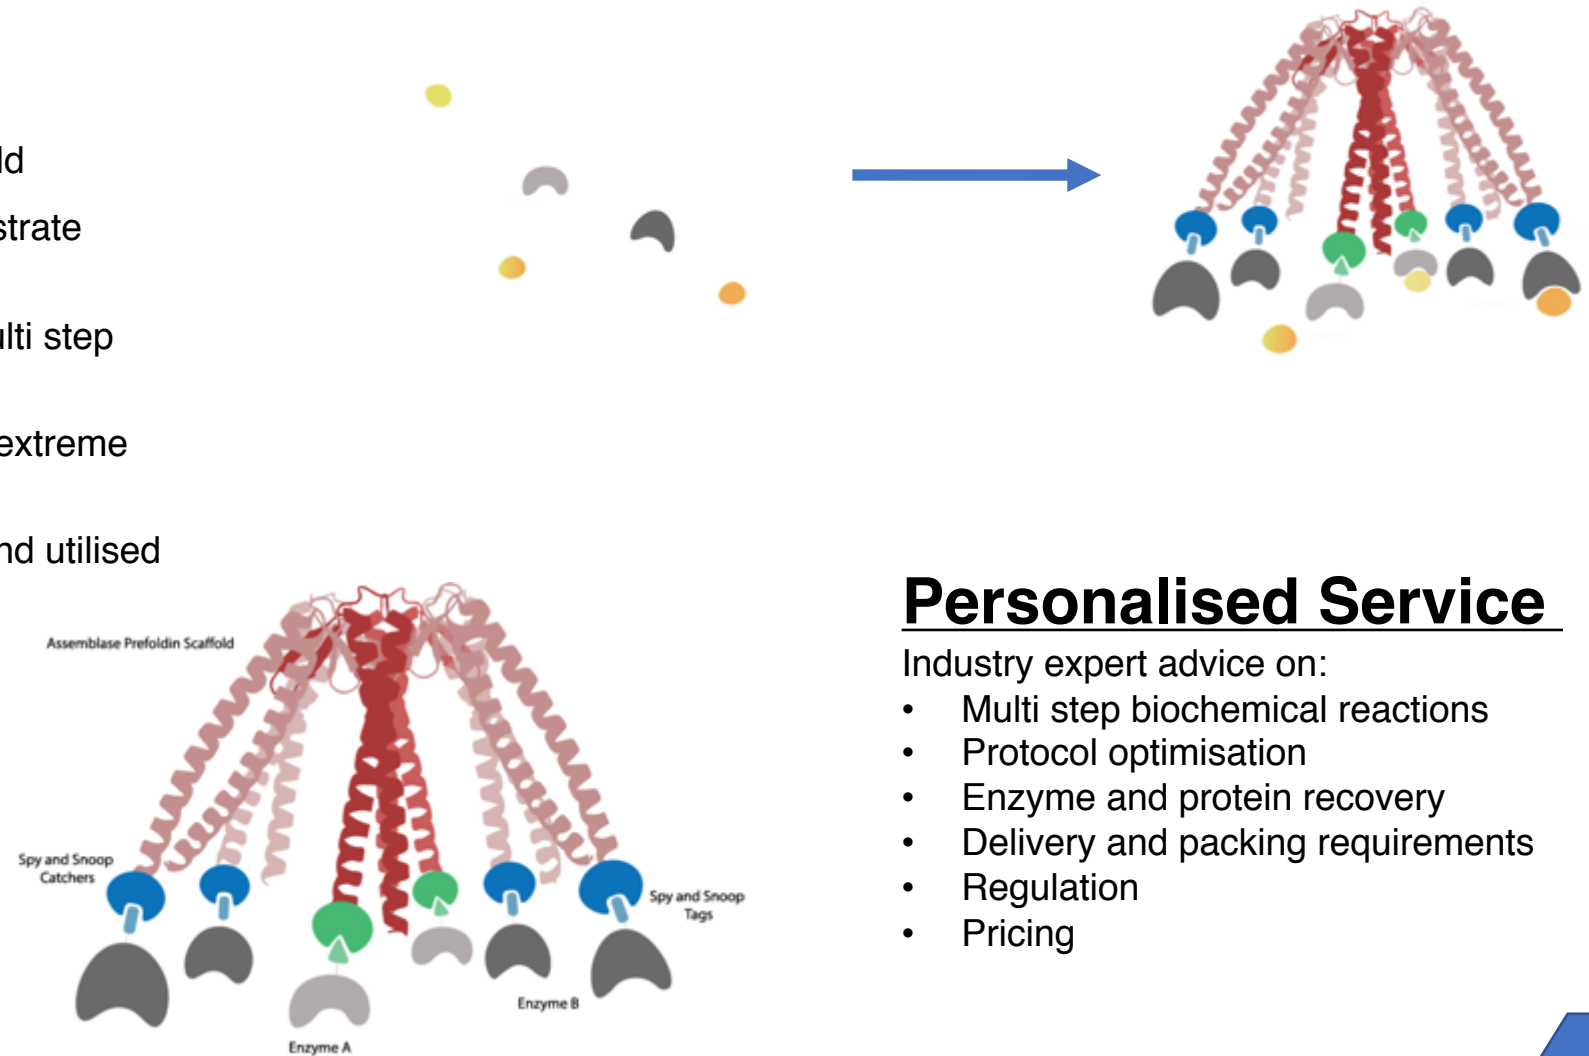 ld
strate
ulti step
extreme
nd utilised
Assemblase Prefoldin Scaffold
Spy and Snoop
Catchers
Spy and Snoop
Tags
Enzyme B
Enzyme A
Personalised Service
Industry expert advice on:
• Multi step biochemical reactions
• Protocol optimisation
• Enzyme and protein recovery
• Delivery and packing requirements
• Regulation
• Pricing